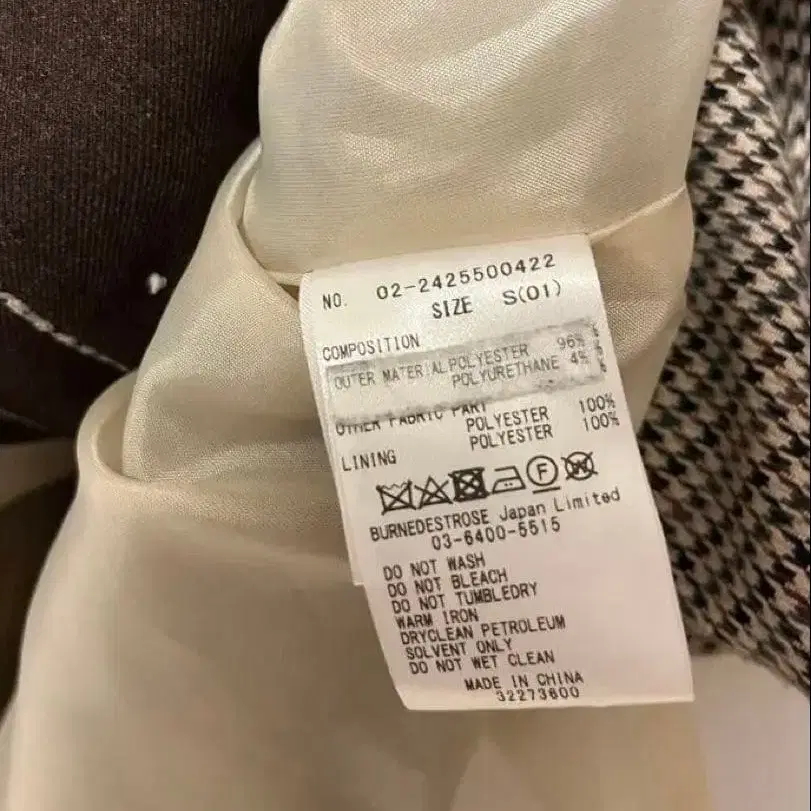 NO. 02-2425500422
SIZE S(01)
COMPOSITION
OUTER MATERIAL POLYESTER 96%
POLYURETHANE 4%
OTHER FABRIC PART
POLYESTER 100%
LINING POLYESTER 100%
F W
BURNEDESTROSE Japan Limited
03-6400-5515
DO NOT WASH
DO NOT BLEACH
DO NOT TUMBLEDRY
WARM IRON
DRYCLEAN PETROLEUM
SOLVENT ONLY
DO NOT WET CLEAN
MADE IN CHINA
32273600